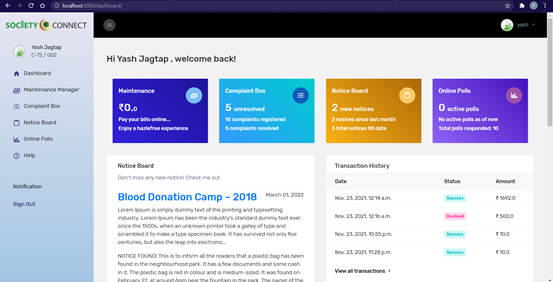 localhost:8000/dashboard/
SOCIETY CONNECT
yash
Yash Jagtap
C-72 / 002
Dashboard
Maintenance Manager
Complaint Box
Notice Board
Online Polls
Help
Notification
Sign Out
Hi Yash Jagtap , welcome back!
Maintenance
₹0.0
Pay your bills online...
Enjoy a hazlefree experience
Complaint Box
5 unresolved
10 complaints registered
5 complaints resolved
Notice Board
2 new notices
2 notices since last month
3 total notices till date
Online Polls
0 active polls
No active polls as of now
Total polls responded: 10
Notice Board
Don't miss any new notice! Check me out
Blood Donation Camp – 2018
March 01, 2022
Lorem Ipsum is simply dummy text of the printing and typesetting
industry. Lorem Ipsum has been the industry's standard dummy text ever
since the 1500s, when an unknown printer took a galley of type and
scrambled it to make a type specimen book. It has survived not only five
centuries, but also the leap into electronic...
NOTICE FOUND! This is to inform all the readers that a plastic bag has been
found in the neighbourhood park. It has a few documents and some cash
in it. The plastic bag is red in colour and is medium-sized. It was found on
February 27, at around 6pm near the fountain in the park. The owner of the
Transaction History
Date Status Amount
Nov. 23, 2021, 12:14 a.m. Success ₹ 1692.0
Nov. 23, 2021, 12:16 a.m. Declined ₹ 500.0
Nov. 23, 2021, 10:55 p.m. Success ₹ 10.0
Nov. 23, 2021, 11:28 p.m. Success ₹ 10.0
View all transactions